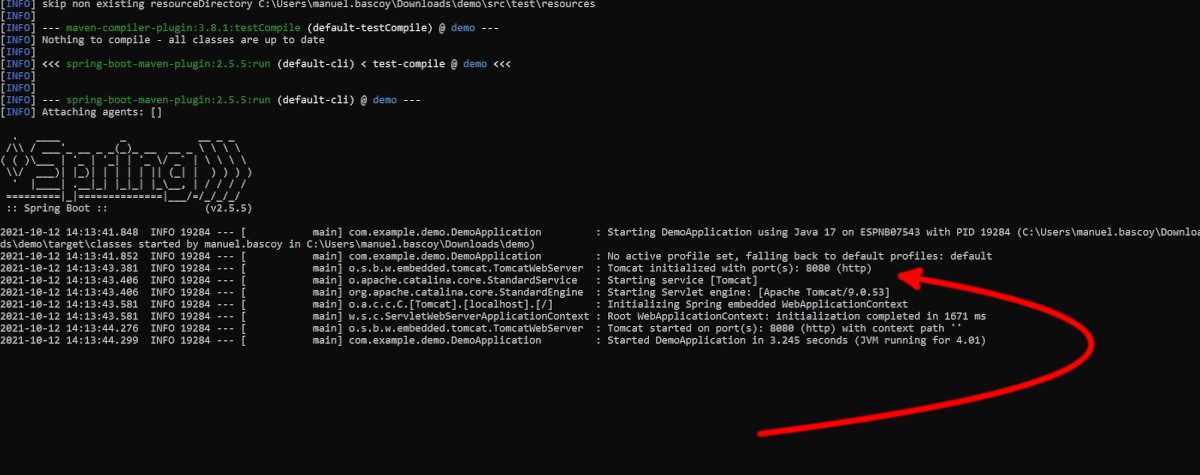 [INFO] skip non existing resourceDirectory C:\Users\manuel.bascoy\Downloads\demo\src\test\resources
[INFO]
[INFO] --- maven-compiler-plugin:3.8.1:testCompile (default-testCompile) @ demo ---
[INFO] Nothing to compile - all classes are up to date
[INFO]
[INFO] <<< spring-boot-maven-plugin:2.5.5:run (default-cli) < test-compile @ demo <<<
[INFO]
[INFO]
[INFO] --- spring-boot-maven-plugin:2.5.5:run (default-cli) @ demo ---
[INFO] Attaching agents: []
Spring
:: Spring Boot :: (v2.5.5)
2021-10-12 14:13:41.848  INFO 19284 --- [           main] com.example.demo.DemoApplication         : Starting DemoApplication using Java 17 on ESPNB07543 with PID 19284 (C:\Users\manuel.bascoy\Downloa
ds\demo\target\classes started by manuel.bascoy in C:\Users\manuel.bascoy\Downloads\demo)
2021-10-12 14:13:41.852  INFO 19284 --- [           main] com.example.demo.DemoApplication         : No active profile set, falling back to default profiles: default
2021-10-12 14:13:43.381  INFO 19284 --- [           main] o.s.b.w.embedded.tomcat.TomcatWebServer  : Tomcat initialized with port(s): 8080 (http)
2021-10-12 14:13:43.406  INFO 19284 --- [           main] o.apache.catalina.core.StandardService   : Starting service [Tomcat]
2021-10-12 14:13:43.406  INFO 19284 --- [           main] org.apache.catalina.core.StandardEngine  : Starting Servlet engine: [Apache Tomcat/9.0.53]
2021-10-12 14:13:43.581  INFO 19284 --- [           main] o.a.c.c.C.[Tomcat].[localhost].[/]       : Initializing Spring embedded WebApplicationContext
2021-10-12 14:13:43.581  INFO 19284 --- [           main] w.s.c.ServletWebServerApplicationContext : Root WebApplicationContext: initialization completed in 1671 ms
2021-10-12 14:13:44.276  INFO 19284 --- [           main] o.s.b.w.embedded.tomcat.TomcatWebServer  : Tomcat started on port(s): 8080 (http) with context path ''
2021-10-12 14:13:44.299  INFO 19284 --- [           main] com.example.demo.DemoApplication         : Started DemoApplication in 3.245 seconds (JVM running for 4.01)